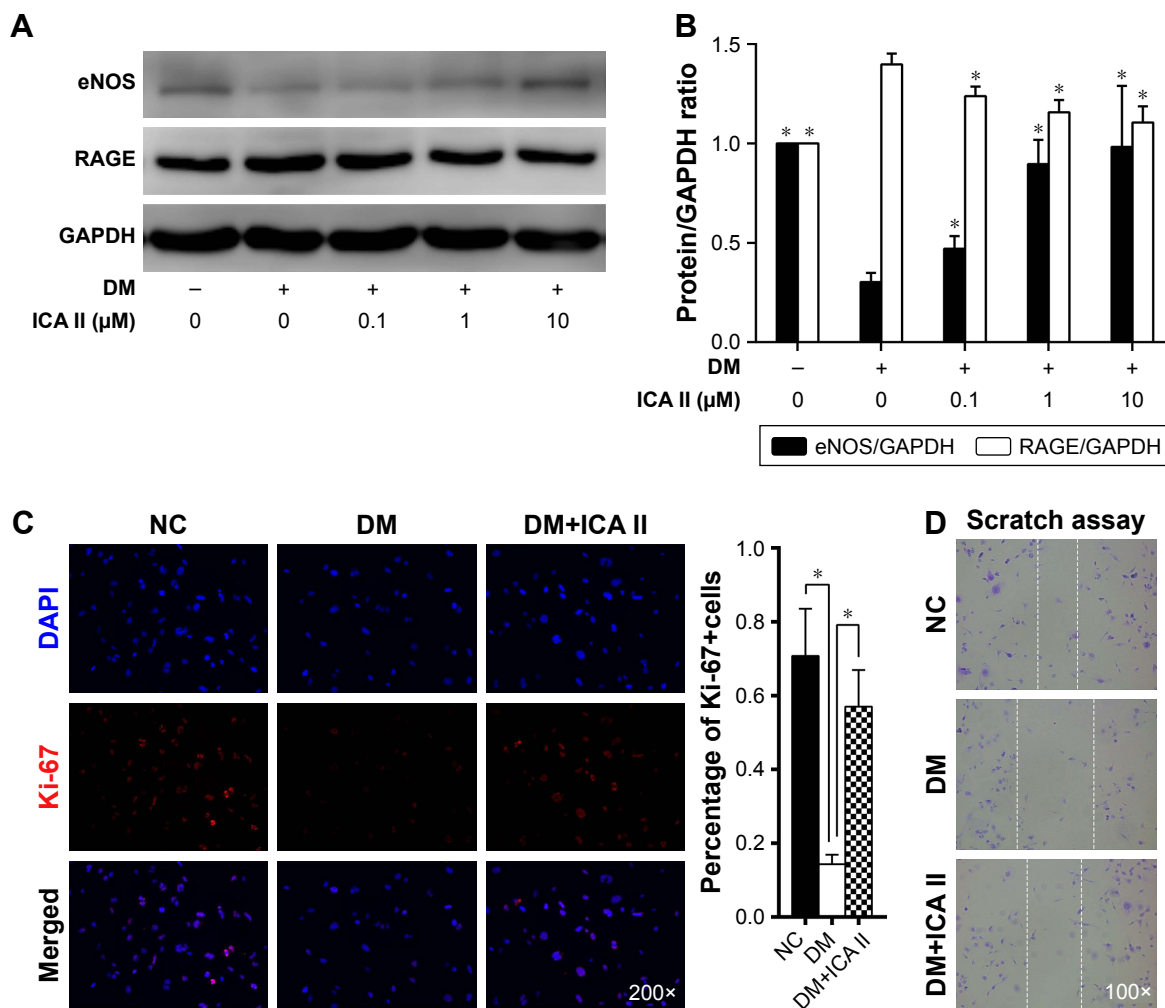 A
eNOS
RAGE
GAPDH
DM – + + + +
ICA II (µM) 0 0 0.1 1 10
B
Protein/GAPDH ratio
1.5
1.0
0.5
0.0
* * * * * * * *
DM – + + + +
ICA II (µM) 0 0 0.1 1 10
eNOS/GAPDH RAGE/GAPDH
C
NC DM DM+ICA II
DAPI
Ki-67
Merged
200×
Percentage of Ki-67+cells
1.0
0.8
0.6
0.4
0.2
0.0
* *
NC
DM
DM+ICA II
D Scratch assay
NC
DM
DM+ICA II
100×